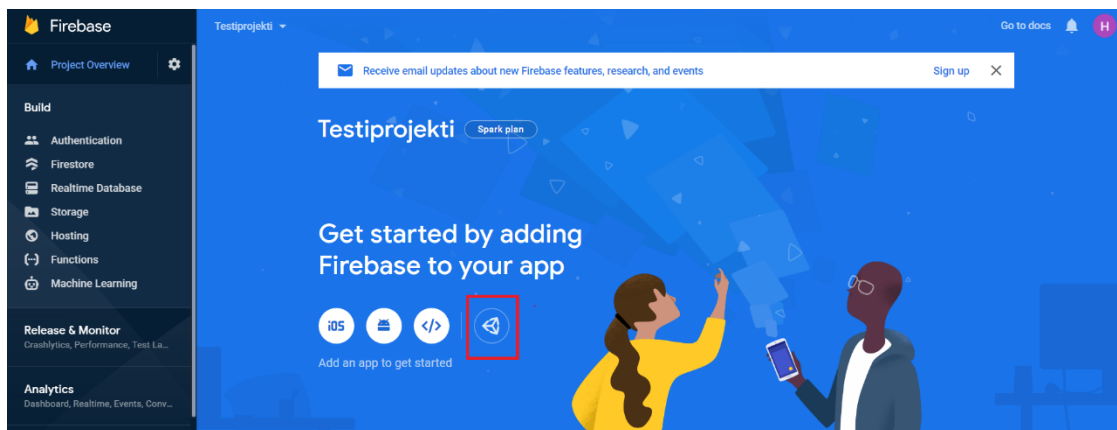 Firebase
Testiprojekti
Go to docs
H
Project Overview
Receive email updates about new Firebase features, research, and events
Sign up
Build
Testiprojekti
Spark plan
Authentication
Firestore
Realtime Database
Storage
Hosting
Functions
Machine Learning
Get started by adding
Firebase to your app
iOS
Add an app to get started
Release & Monitor
Crashlytics, Performance, Test La...
Analytics
Dashboard, Realtime, Events, Conv...